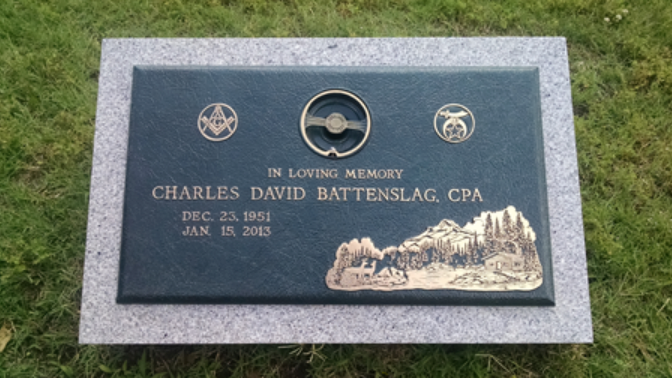 IN LOVING MEMORY
CHARLES DAVID BATTENSLAG, CPA
DEC. 23, 1951
JAN. 15, 2013